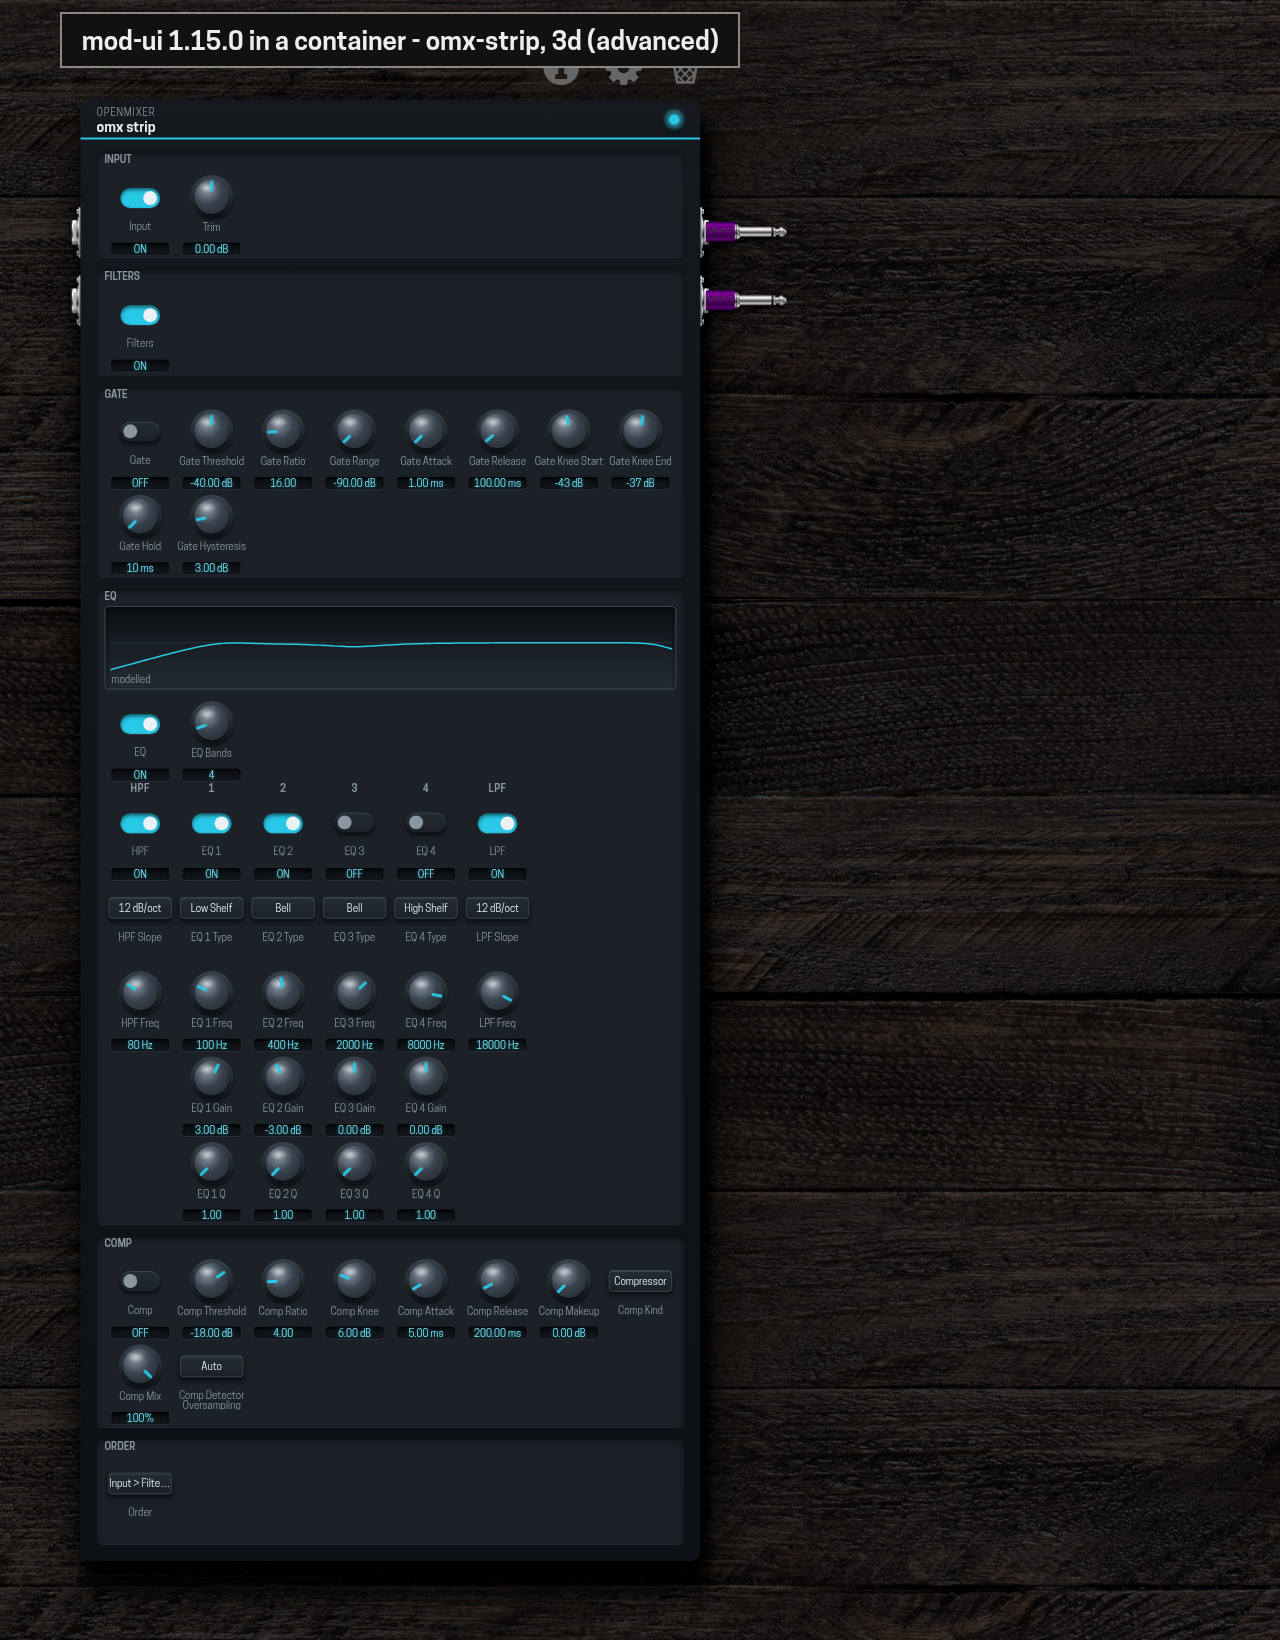 mod-ui 1.15.0 in a container - omx-strip, 3d (advanced)
OPENMIXER
omx strip
INPUT
Input Trim
ON 0.00 dB
FILTERS
Filters
ON
GATE
Gate Gate Threshold Gate Ratio Gate Range Gate Attack Gate Release Gate Knee Start Gate Knee End
OFF -40.00 dB 16.00 -90.00 dB 1.00 ms 100.00 ms -43 dB -37 dB
Gate Hold Gate Hysteresis
10 ms 3.00 dB
EQ
modelled
EQ EQ Bands
ON 4
HPF 1 2 3 4 LPF
HPF EQ 1 EQ 2 EQ 3 EQ 4 LPF
ON ON ON OFF OFF ON
12 dB/oct Low Shelf Bell Bell High Shelf 12 dB/oct
HPF Slope EQ 1 Type EQ 2 Type EQ 3 Type EQ 4 Type LPF Slope
HPF Freq EQ 1 Freq EQ 2 Freq EQ 3 Freq EQ 4 Freq LPF Freq
80 Hz 100 Hz 400 Hz 2000 Hz 8000 Hz 18000 Hz
EQ 1 Gain EQ 2 Gain EQ 3 Gain EQ 4 Gain
3.00 dB -3.00 dB 0.00 dB 0.00 dB
EQ 1 Q EQ 2 Q EQ 3 Q EQ 4 Q
1.00 1.00 1.00 1.00
COMP
Compressor
Comp Comp Threshold Comp Ratio Comp Knee Comp Attack Comp Release Comp Makeup Comp Kind
OFF -18.00 dB 4.00 6.00 dB 5.00 ms 200.00 ms 0.00 dB
Auto
Comp Mix Comp Detector
Oversampling
100%
ORDER
Input > Filte...
Order